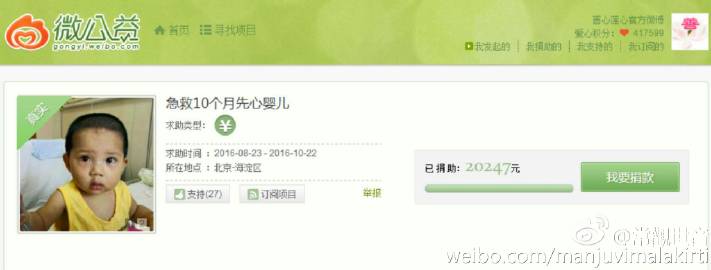 微公益
gongyi.weibo.com
首页 寻找项目
善心莲心官方微博
爱心积分： 417599
我发起的 | 我捐助的 | 我支持的 | 我订阅的
真实
急救10个月先心婴儿
求助类型： ¥
求助时间 ：2016-08-23 - 2016-10-22
所在地点 ：北京-海淀区
支持(27) 订阅项目 举报
已捐助：20247元
我要捐款
weibo.com/manjuvimalakirti